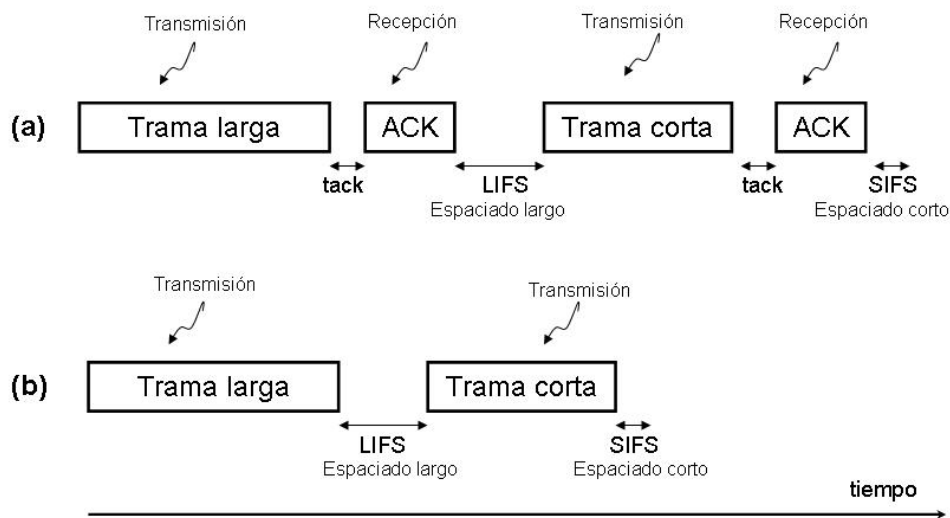 Transmisión
Recepción
Transmisión
Recepción
(a)
Trama larga
ACK
Trama corta
ACK
tack
LIFS
Espaciado largo
tack
SIFS
Espaciado corto
Transmisión
Transmisión
(b)
Trama larga
Trama corta
LIFS
Espaciado largo
SIFS
Espaciado corto
tiempo